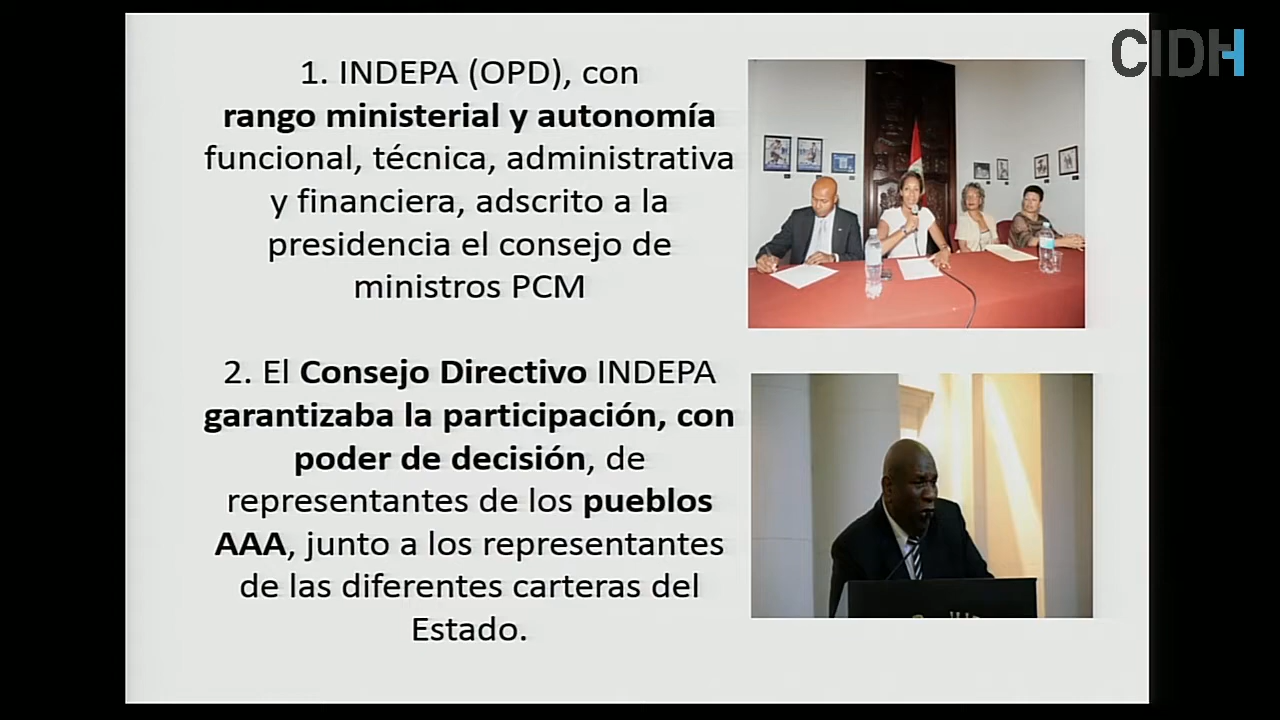 CIDH
1. INDEPA (OPD), con
rango ministerial y autonomía
funcional, técnica, administrativa
y financiera, adscrito a la
presidencia el consejo de
ministros PCM
2. El Consejo Directivo INDEPA
garantizaba la participación, con
poder de decisión, de
representantes de los pueblos
AAA, junto a los representantes
de las diferentes carteras del
Estado.